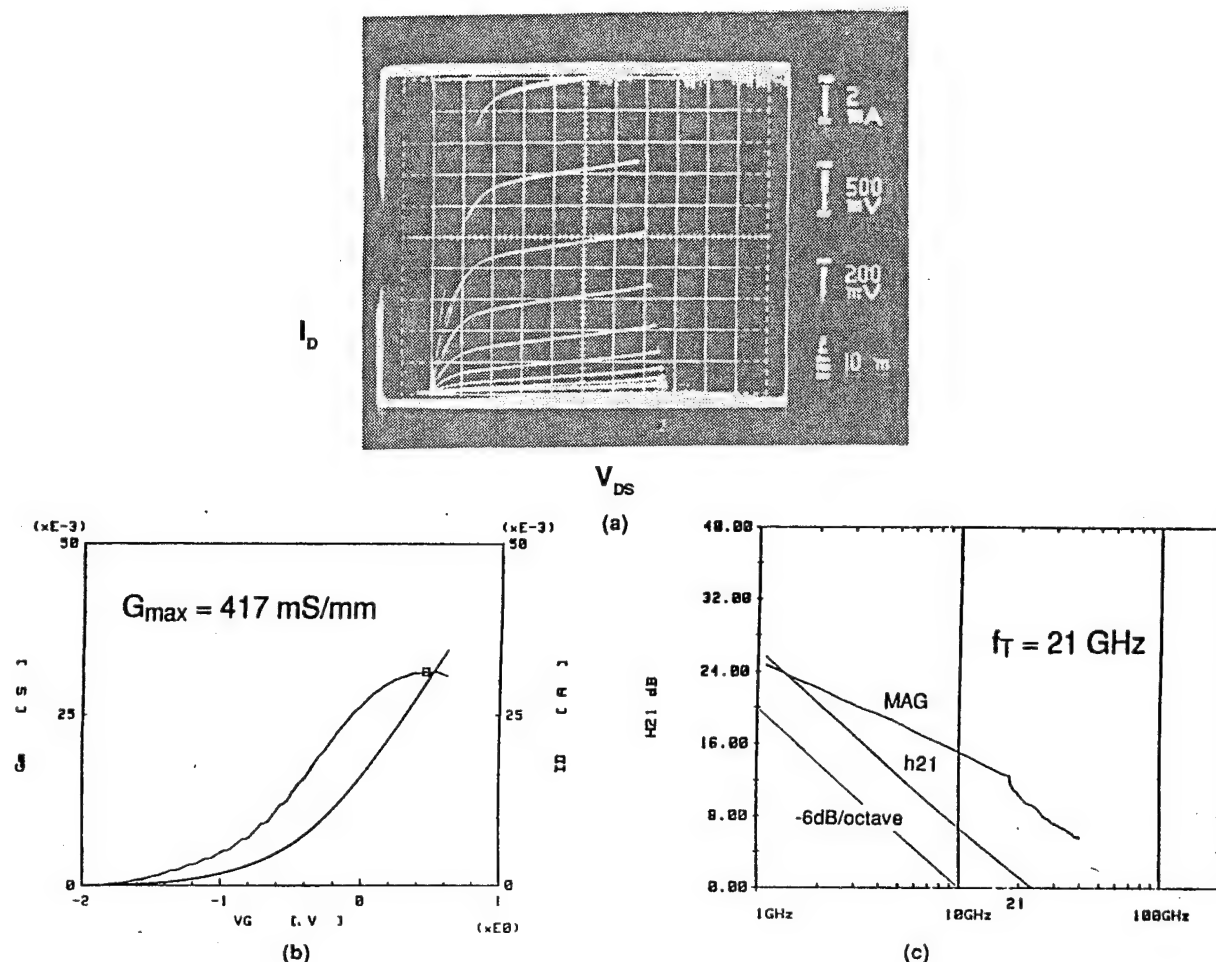 2
mA
500
mV
200
mV
10 m
I_D
V_DS
(a)
(xE-3)
(xE-3)
50
50
G_max = 417 mS/mm
Gm [ S ]
25
25
ID [ A ]
0
0
-2
-1
0
1
VG [ V ]
(xE0)
(b)
40.00
32.00
24.00
16.00
8.00
0.00
H21 dB
f_T = 21 GHz
MAG
h21
-6dB/octave
1GHz
10GHz
21
100GHz
(c)